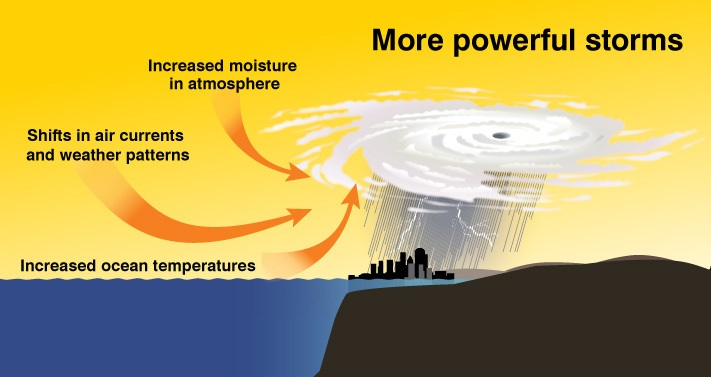 More powerful storms
Increased moisture
in atmosphere
Shifts in air currents
and weather patterns
Increased ocean temperatures